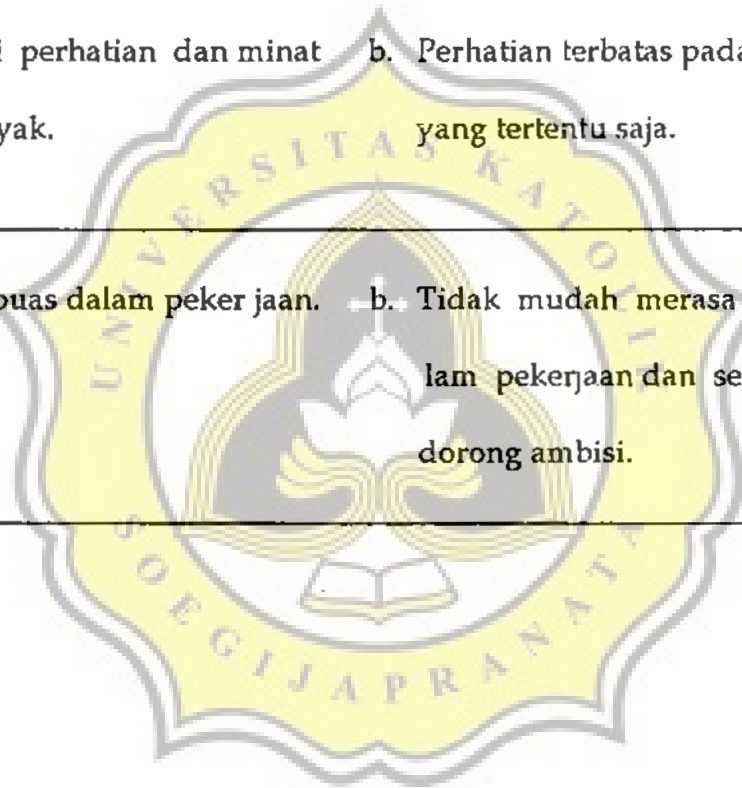 i perhatian dan minat b. Perhatian terbatas pada
yak. yang tertentu saja.
puas dalam peker jaan. b. Tidak mudah merasa
lam pekerjaan dan se
dorong ambisi.
UNIVERSITAS KATOLIK
SOEGIJAPRANATA